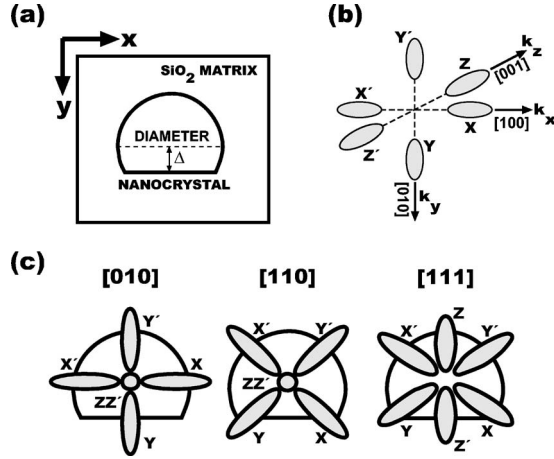 (a)
x
y
SiO2 MATRIX
DIAMETER
Δ
NANOCRYSTAL
(b)
Y´
Z
kz
[001]
X´
kx
X
[100]
Z´
Y
[010]
ky
(c)
[010] [110] [111]
Y´ X´ Y´ X´ Z Y´
X´ X
ZZ´ ZZ´
Y Y X Y Z´ X